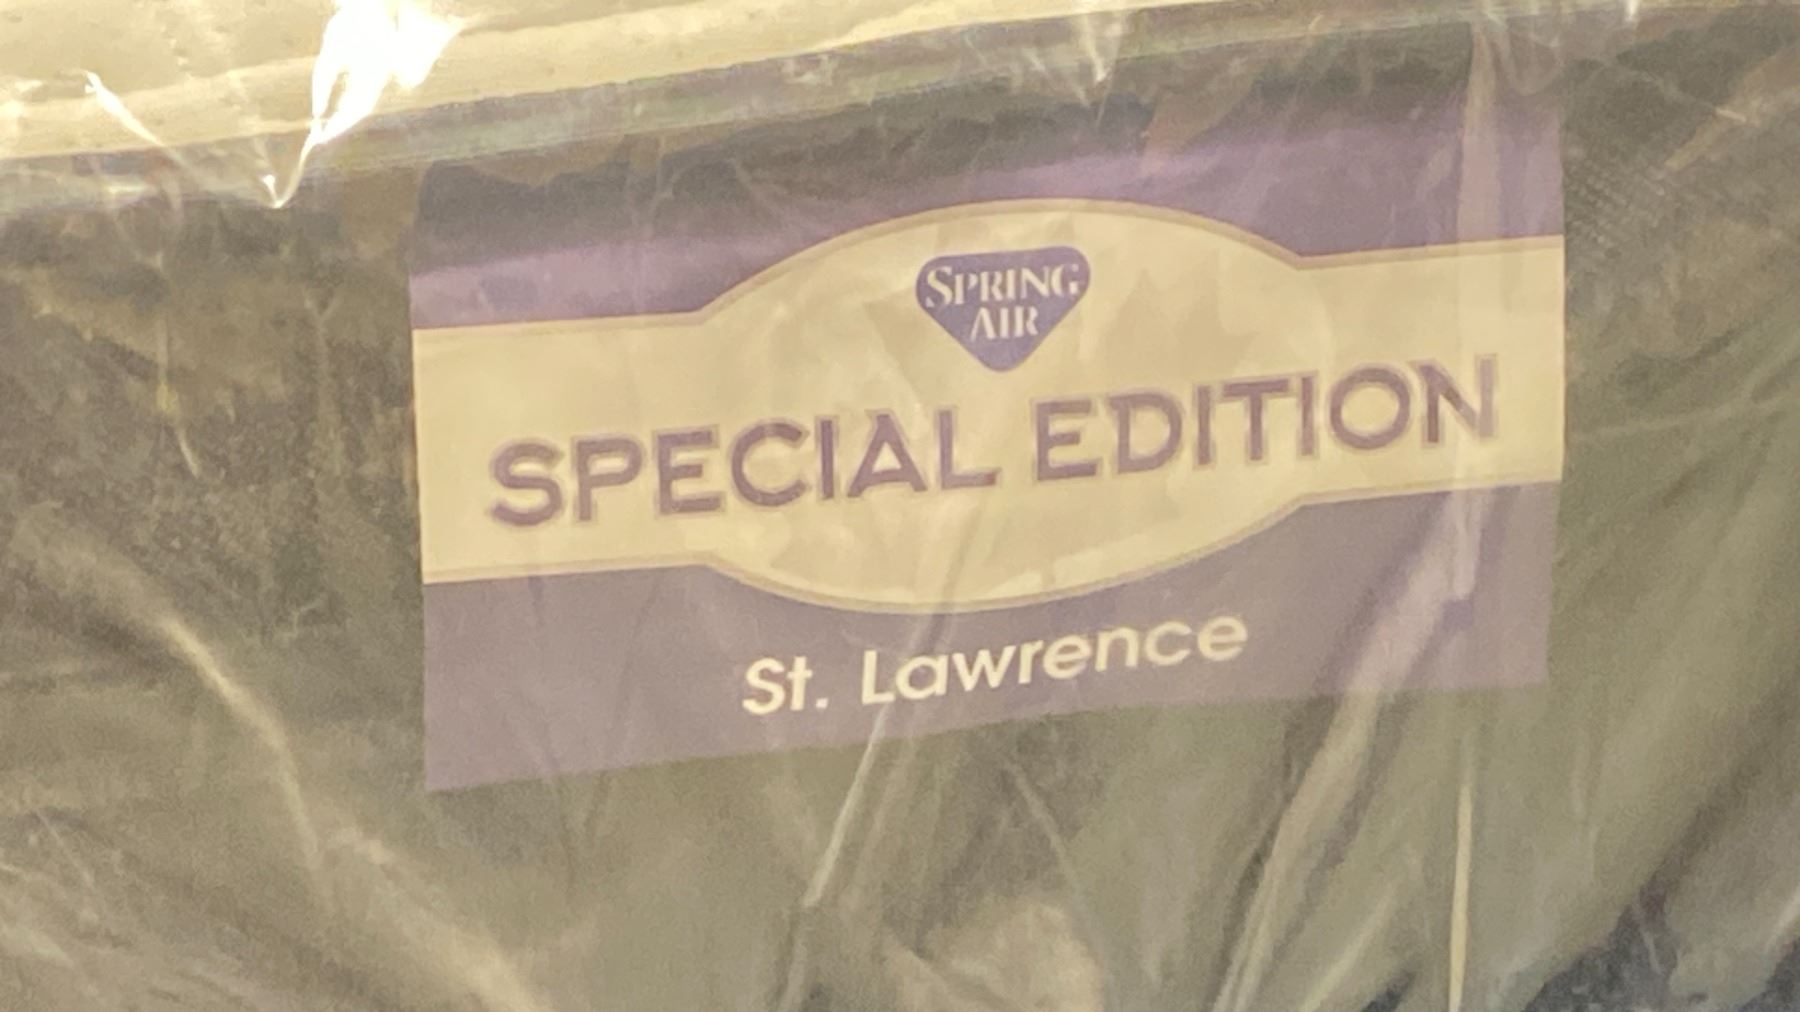 SPRING
AIR
SPECIAL EDITION
St. Lawrence